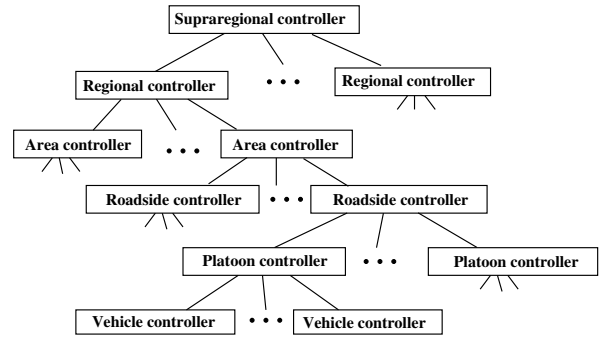 Supraregional controller
Regional controller
Regional controller
Area controller
Area controller
Roadside controller
Roadside controller
Platoon controller
Platoon controller
Vehicle controller
Vehicle controller